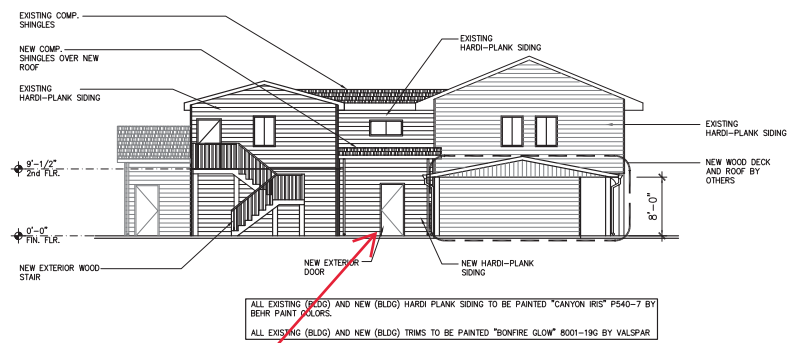 EXISTING COMP.
SHINGLES
NEW COMP.
SHINGLES OVER NEW
ROOF
EXISTING
HARDI-PLANK SIDING
EXISTING
HARDI-PLANK SIDING
EXISTING
HARDI-PLANK SIDING
NEW WOOD DECK
AND ROOF BY
OTHERS
9'-1/2"
2nd FLR.
8'-0"
0'-0"
FIN. FLR.
NEW EXTERIOR WOOD
STAIR
NEW EXTERIOR
DOOR
NEW HARDI-PLANK
SIDING
ALL EXISTING (BLDG) AND NEW (BLDG) HARDI PLANK SIDING TO BE PAINTED "CANYON IRIS" P540-7 BY
BEHR PAINT COLORS.
ALL EXISTING (BLDG) AND NEW (BLDG) TRIMS TO BE PAINTED "BONFIRE GLOW" 8001-19G BY VALSPAR